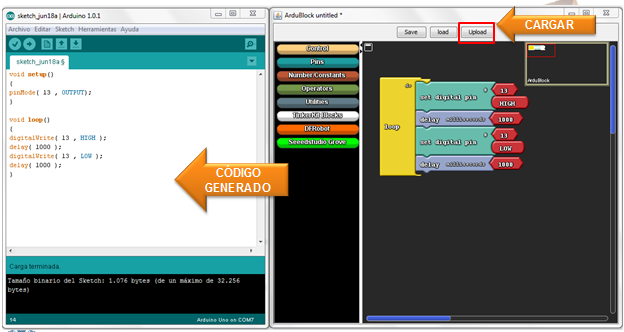 sketch_jun18a | Arduino 1.0.1
Archivo Editar Sketch Herramientas Ayuda
sketch_jun18a §
void setup()
{
pinMode( 13 , OUTPUT);
}
void loop()
{
digitalWrite( 13 , HIGH );
delay( 1000 );
digitalWrite( 13 , LOW );
delay( 1000 );
}
CÓDIGO
GENERADO
Carga terminada.
Tamaño binario del Sketch: 1.076 bytes (de un máximo de 32.256
bytes)
14
Arduino Uno on COM7
ArduBlock untitled *
CARGAR
Save
load
Upload
Control
Pins
Number/Constants
Operators
Utilities
TinkerKit Blocks
DFRobot
Seeedstudio Grove
ArduBlock
loop
do
set digital pin
#
13
HIGH
delay
milliseconds
1000
set digital pin
#
13
LOW
delay
milliseconds
1000